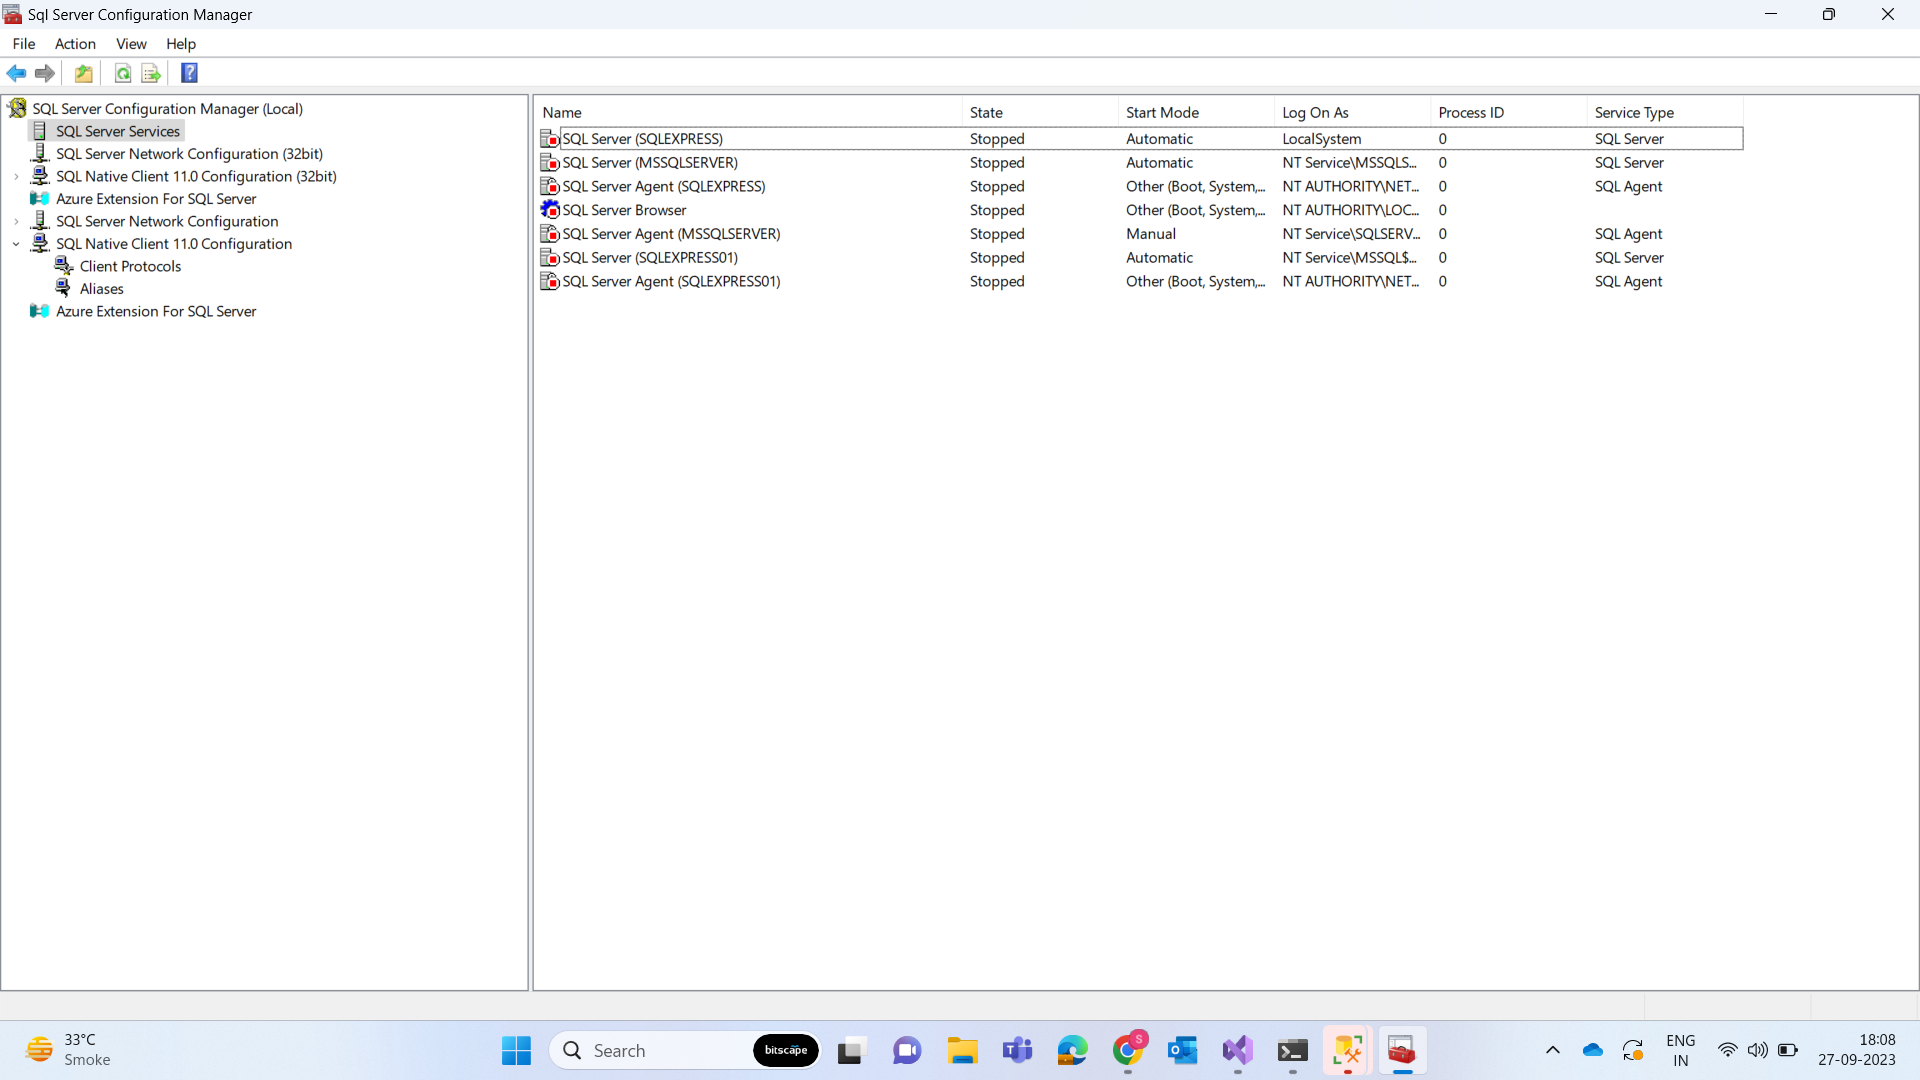 Sql Server Configuration Manager
File Action View Help
SQL Server Configuration Manager (Local)
SQL Server Services
SQL Server Network Configuration (32bit)
SQL Native Client 11.0 Configuration (32bit)
Azure Extension For SQL Server
SQL Server Network Configuration
SQL Native Client 11.0 Configuration
Client Protocols
Aliases
Azure Extension For SQL Server
Name State Start Mode Log On As Process ID Service Type
SQL Server (SQLEXPRESS) Stopped Automatic LocalSystem 0 SQL Server
SQL Server (MSSQLSERVER) Stopped Automatic NT Service\MSSQLS... 0 SQL Server
SQL Server Agent (SQLEXPRESS) Stopped Other (Boot, System,... NT AUTHORITY\NET... 0 SQL Agent
SQL Server Browser Stopped Other (Boot, System,... NT AUTHORITY\LOC... 0
SQL Server Agent (MSSQLSERVER) Stopped Manual NT Service\SQLSERV... 0 SQL Agent
SQL Server (SQLEXPRESS01) Stopped Automatic NT Service\MSSQL$... 0 SQL Server
SQL Server Agent (SQLEXPRESS01) Stopped Other (Boot, System,... NT AUTHORITY\NET... 0 SQL Agent
33°C
Smoke
Search
bitscape
S
ENG
IN
18:08
27-09-2023